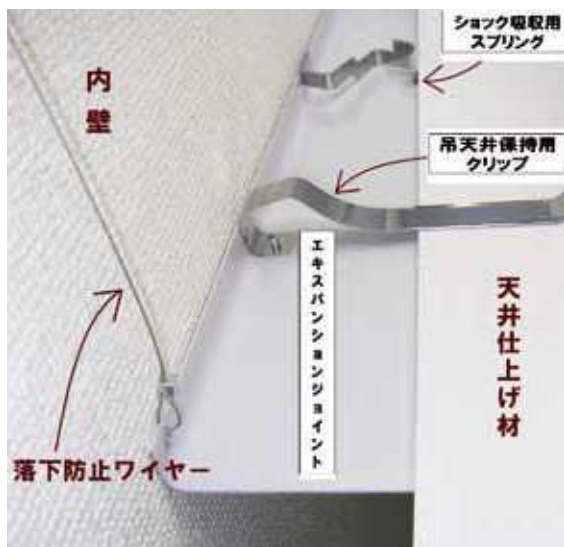 ショック吸収用
スプリング
内壁
吊天井保持用
クリップ
エキスパンションジョイント
天井仕上げ材
落下防止ワイヤー